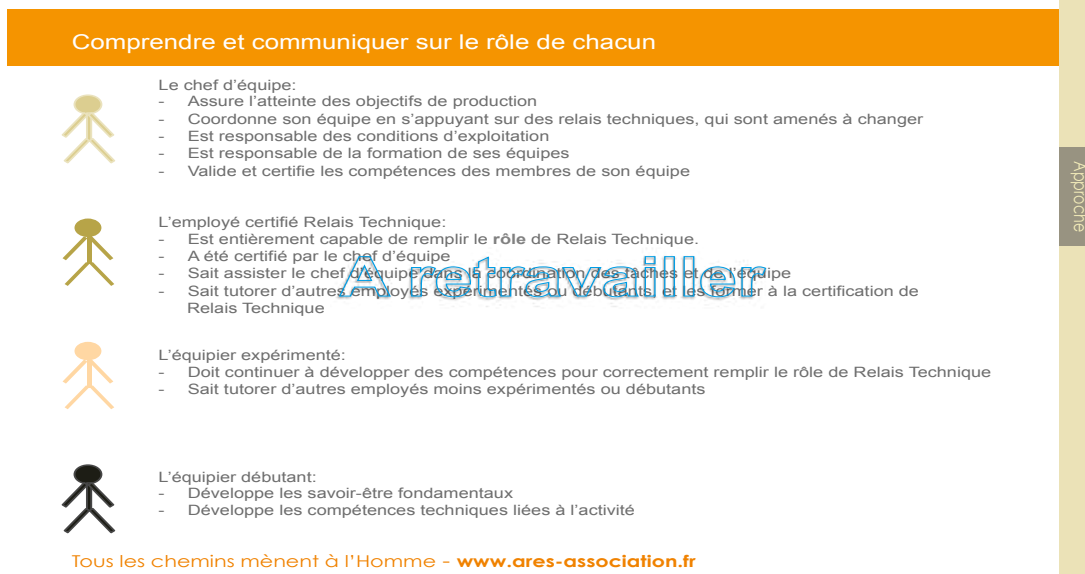 Comprendre et communiquer sur le rôle de chacun
Le chef d’équipe:
- Assure l’atteinte des objectifs de production
- Coordonne son équipe en s’appuyant sur des relais techniques, qui sont amenés à changer
- Est responsable des conditions d’exploitation
- Est responsable de la formation de ses équipes
- Valide et certifie les compétences des membres de son équipe
Approche
L’employé certifié Relais Technique:
- Est entièrement capable de remplir le rôle de Relais Technique.
- A été certifié par le chef d’équipe
- Sait assister le chef d’équipe dans la coordination des tâches et de l’équipe
A retravailler
- Sait tutorer d’autres employés expérimentés ou débutants, et les former à la certification de
Relais Technique
L’équipier expérimenté:
- Doit continuer à développer des compétences pour correctement remplir le rôle de Relais Technique
- Sait tutorer d’autres employés moins expérimentés ou débutants
L’équipier débutant:
- Développe les savoir-être fondamentaux
- Développe les compétences techniques liées à l’activité
Tous les chemins mènent à l’Homme - www.ares-association.fr